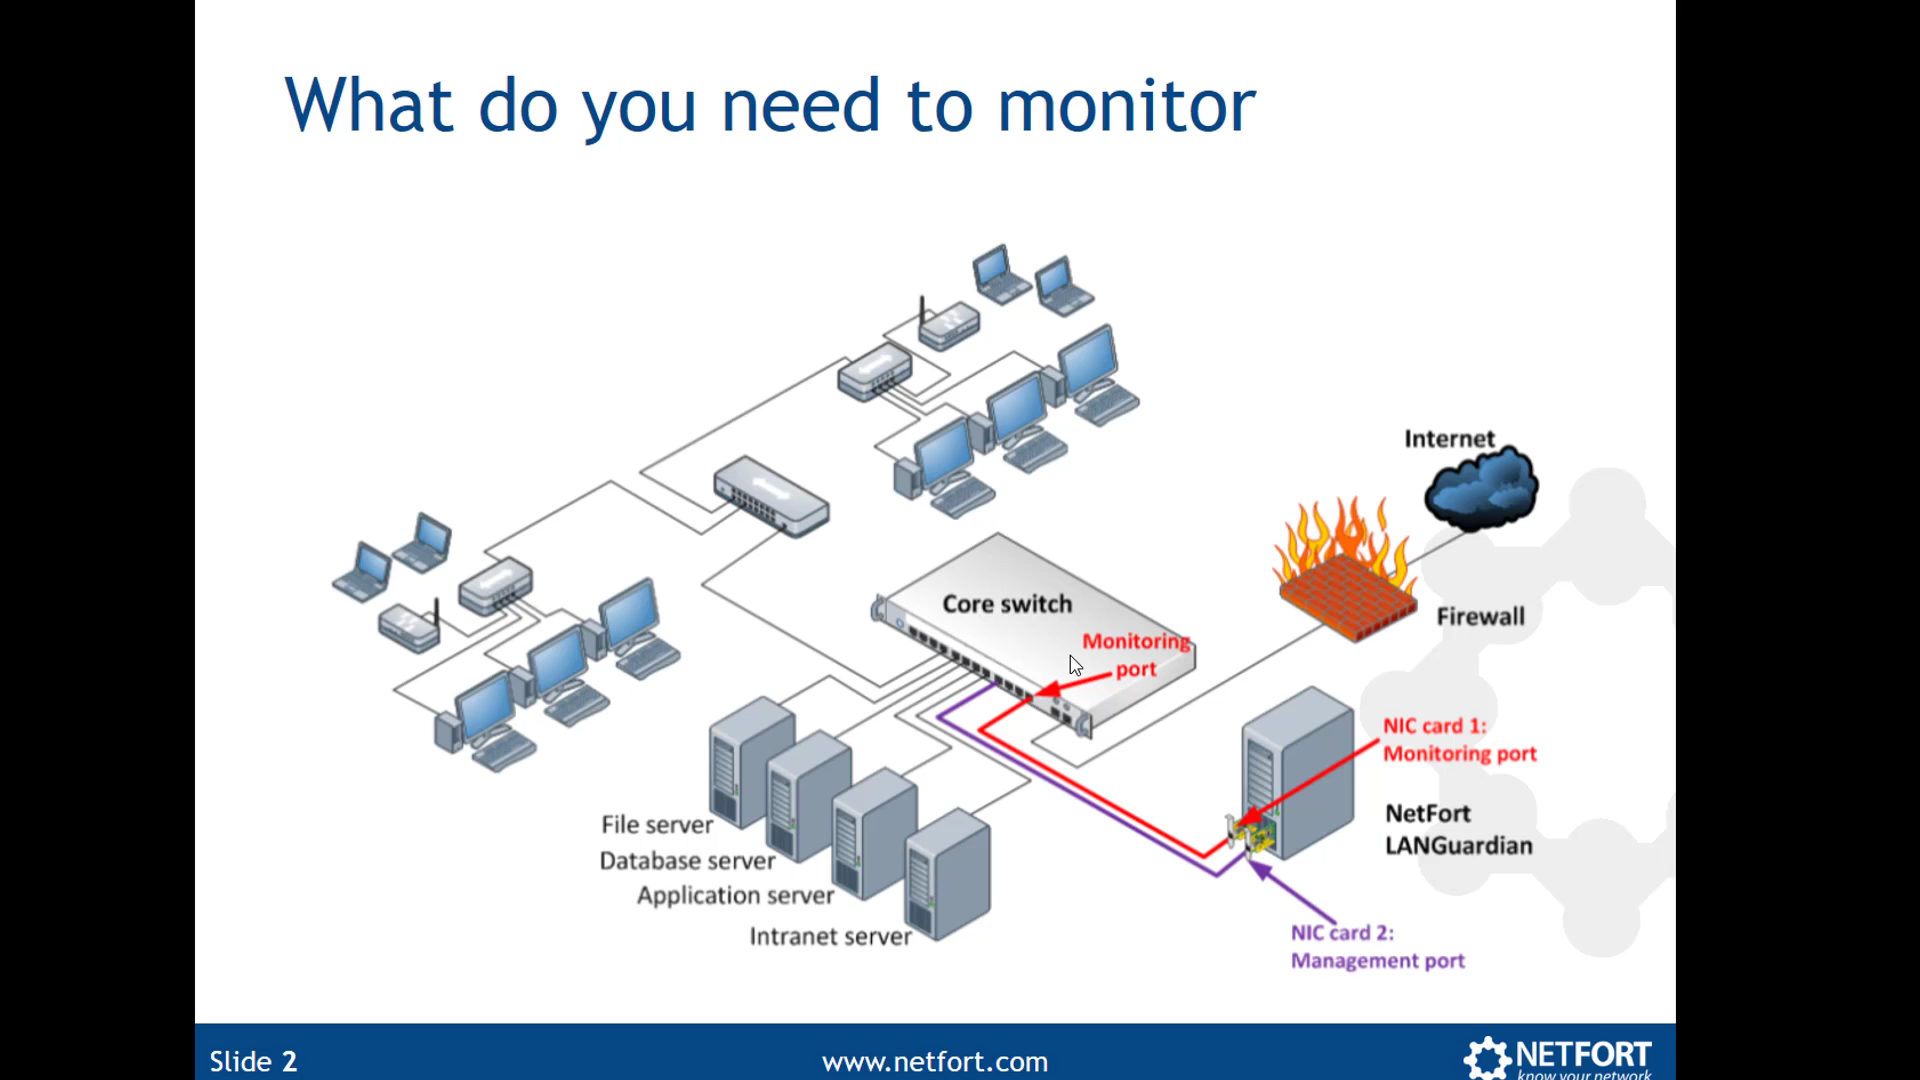 What do you need to monitor
Internet
Firewall
Core switch
Monitoring
port
NIC card 1:
Monitoring port
NetFort
LANGuardian
File server
Database server
Application server
Intranet server
NIC card 2:
Management port
Slide 2
www.netfort.com
NETFORT
know your network